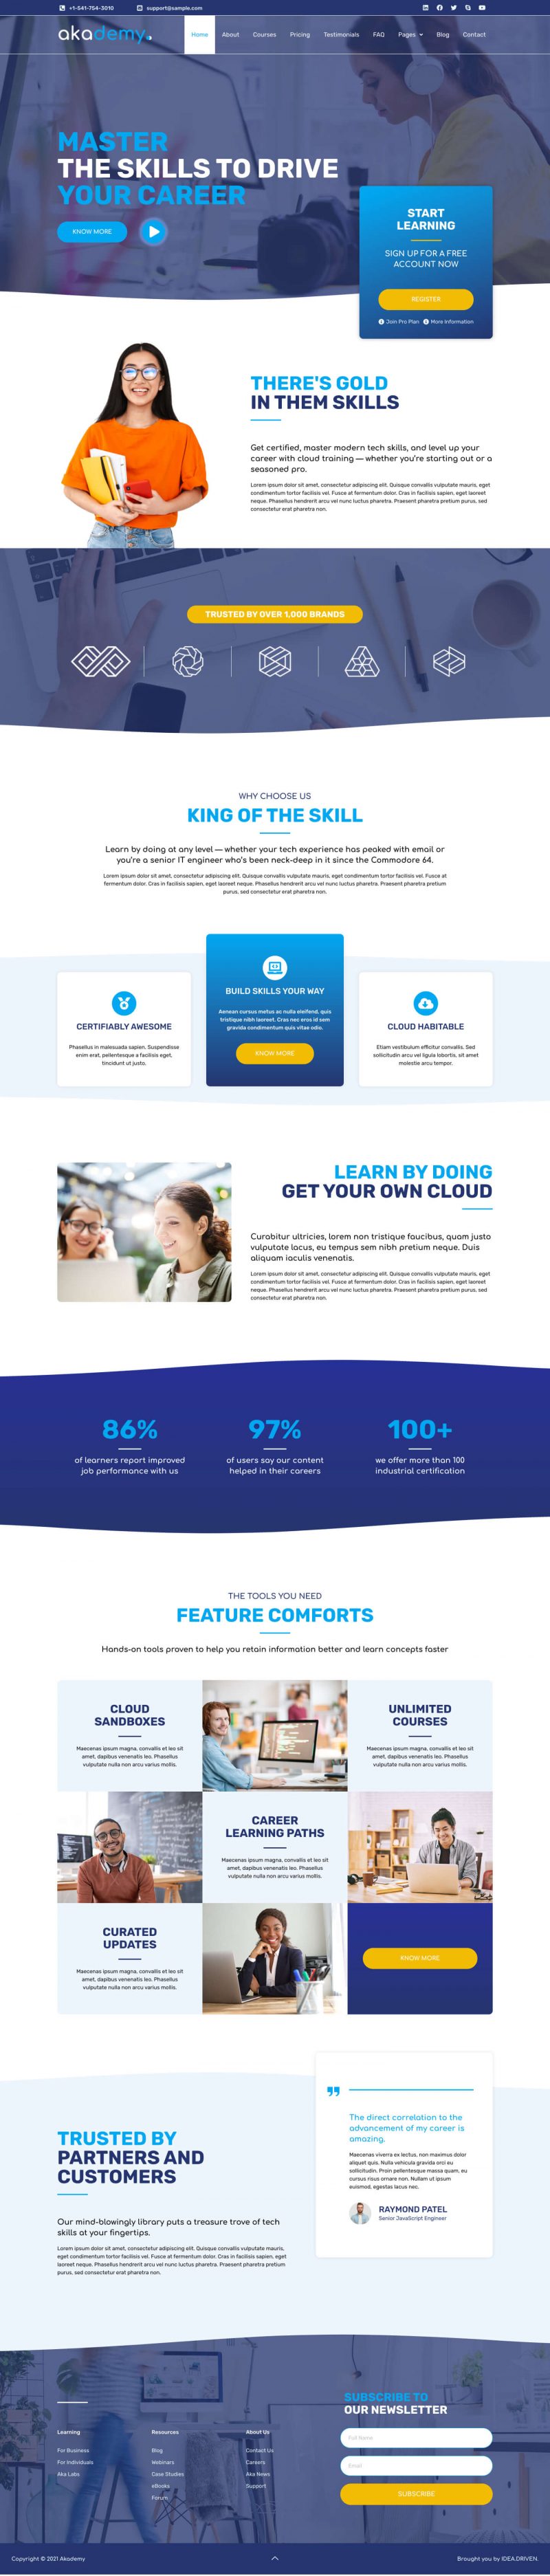 +1-541-754-3010
support@sample.com
akademy.
Home
About
Courses
Pricing
Testimonials
FAQ
Pages
Blog
Contact
MASTER
THE SKILLS TO DRIVE
YOUR CAREER
KNOW MORE
START
LEARNING
SIGN UP FOR A FREE
ACCOUNT NOW
REGISTER
Join Pro Plan
More Information
THERE'S GOLD
IN THEM SKILLS
Get certified, master modern tech skills, and level up your
career with cloud training — whether you're starting out or a
seasoned pro.
Lorem ipsum dolor sit amet, consectetur adipiscing elit. Quisque convallis vulputate mauris, eget
condimentum tortor facilisis vel. Fusce at fermentum dolor. Cras in facilisis sapien, eget laoreet
neque. Phasellus hendrerit arcu vel nunc luctus pharetra. Praesent pharetra pretium purus, sed
consectetur erat pharetra non.
TRUSTED BY OVER 1,000 BRANDS
WHY CHOOSE US
KING OF THE SKILL
Learn by doing at any level — whether your tech experience has peaked with email or
you're a senior IT engineer who's been neck-deep in it since the Commodore 64.
Lorem ipsum dolor sit amet, consectetur adipiscing elit. Quisque convallis vulputate mauris, eget condimentum tortor facilisis vel. Fusce at
fermentum dolor. Cras in facilisis sapien, eget laoreet neque. Phasellus hendrerit arcu vel nunc luctus pharetra. Praesent pharetra pretium
purus, sed consectetur erat pharetra non.
CERTIFIABLY AWESOME
Phasellus in malesuada sapien. Suspendisse
enim erat, pellentesque a facilisis eget,
tincidunt ut justo.
BUILD SKILLS YOUR WAY
Aenean cursus metus ac nulla eleifend, quis
tristique nibh laoreet. Cras nec eros id sem
gravida condimentum quis vitae odio.
KNOW MORE
CLOUD HABITABLE
Etiam vestibulum efficitur convallis. Sed
sollicitudin arcu vel ligula lobortis, sit amet
molestie arcu tempor.
LEARN BY DOING
GET YOUR OWN CLOUD
Curabitur ultricies, lorem non tristique faucibus, quam justo
vulputate lacus, eu tempus sem nibh pretium neque. Duis
aliquam iaculis venenatis.
Lorem ipsum dolor sit amet, consectetur adipiscing elit. Quisque convallis vulputate mauris, eget
condimentum tortor facilisis vel. Fusce at fermentum dolor. Cras in facilisis sapien, eget laoreet
neque. Phasellus hendrerit arcu vel nunc luctus pharetra. Praesent pharetra pretium purus, sed
consectetur erat pharetra non.
86%
of learners report improved
job performance with us
97%
of users say our content
helped in their careers
100+
we offer more than 100
industrial certification
THE TOOLS YOU NEED
FEATURE COMFORTS
Hands-on tools proven to help you retain information better and learn concepts faster
CLOUD
SANDBOXES
Maecenas ipsum magna, convallis et leo sit
amet, dapibus venenatis leo. Phasellus
vulputate nulla non arcu varius mollis.
UNLIMITED
COURSES
Maecenas ipsum magna, convallis et leo sit
amet, dapibus venenatis leo. Phasellus
vulputate nulla non arcu varius mollis.
CAREER
LEARNING PATHS
Maecenas ipsum magna, convallis et leo sit
amet, dapibus venenatis leo. Phasellus
vulputate nulla non arcu varius mollis.
CURATED
UPDATES
Maecenas ipsum magna, convallis et leo sit
amet, dapibus venenatis leo. Phasellus
vulputate nulla non arcu varius mollis.
KNOW MORE
TRUSTED BY
PARTNERS AND
CUSTOMERS
Our mind-blowingly library puts a treasure trove of tech
skills at your fingertips.
Lorem ipsum dolor sit amet, consectetur adipiscing elit. Quisque convallis vulputate mauris,
eget condimentum tortor facilisis vel. Fusce at fermentum dolor. Cras in facilisis sapien, eget
laoreet neque. Phasellus hendrerit arcu vel nunc luctus pharetra. Praesent pharetra pretium
purus, sed consectetur erat pharetra non.
The direct correlation to the
advancement of my career is
amazing.
Maecenas viverra ex lectus, non maximus dolor
aliquet quis. Nulla vehicula gravida orci eu
sollicitudin. Proin pellentesque massa quam, eu
cursus risus ornare non. Nullam ut ipsum
euismod, egestas lacus nec.
RAYMOND PATEL
Senior JavaScript Engineer
Learning
For Business
For Individuals
Aka Labs
Resources
Blog
Webinars
Case Studies
eBooks
Forum
About Us
Contact Us
Careers
Aka News
Support
SUBSCRIBE TO
OUR NEWSLETTER
Full Name
Email
SUBSCRIBE
Copyright © 2021 Akademy
Brought you by IDEA.DRIVEN.